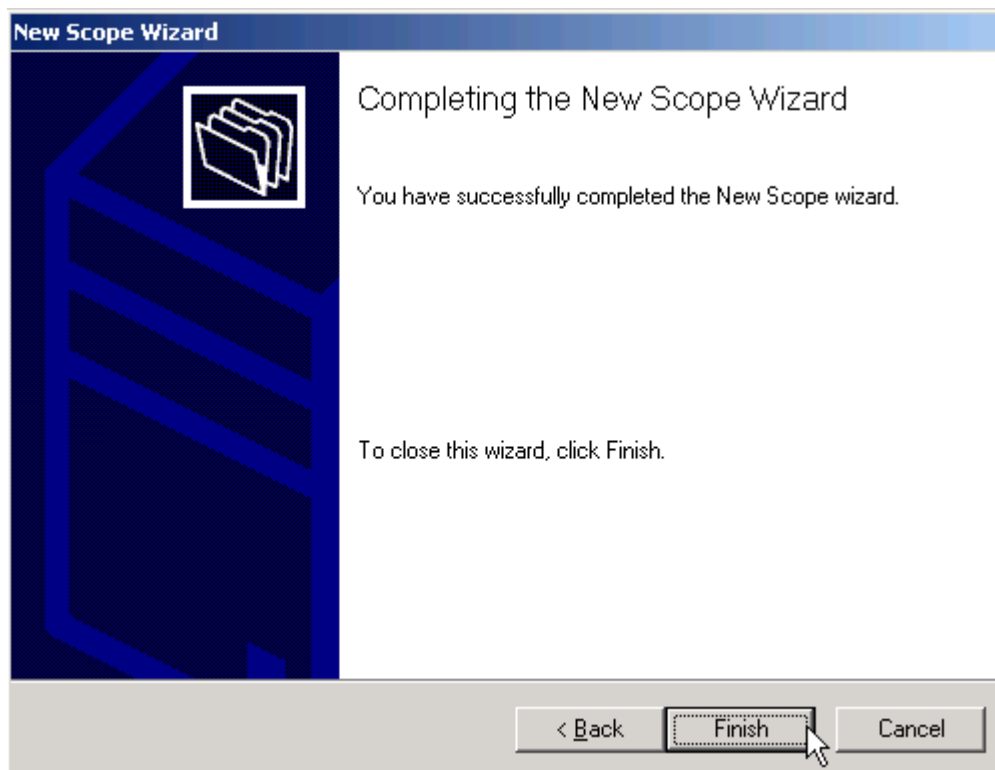 New Scope Wizard
Completing the New Scope Wizard
You have successfully completed the New Scope wizard.
To close this wizard, click Finish.
< Back
Finish
Cancel